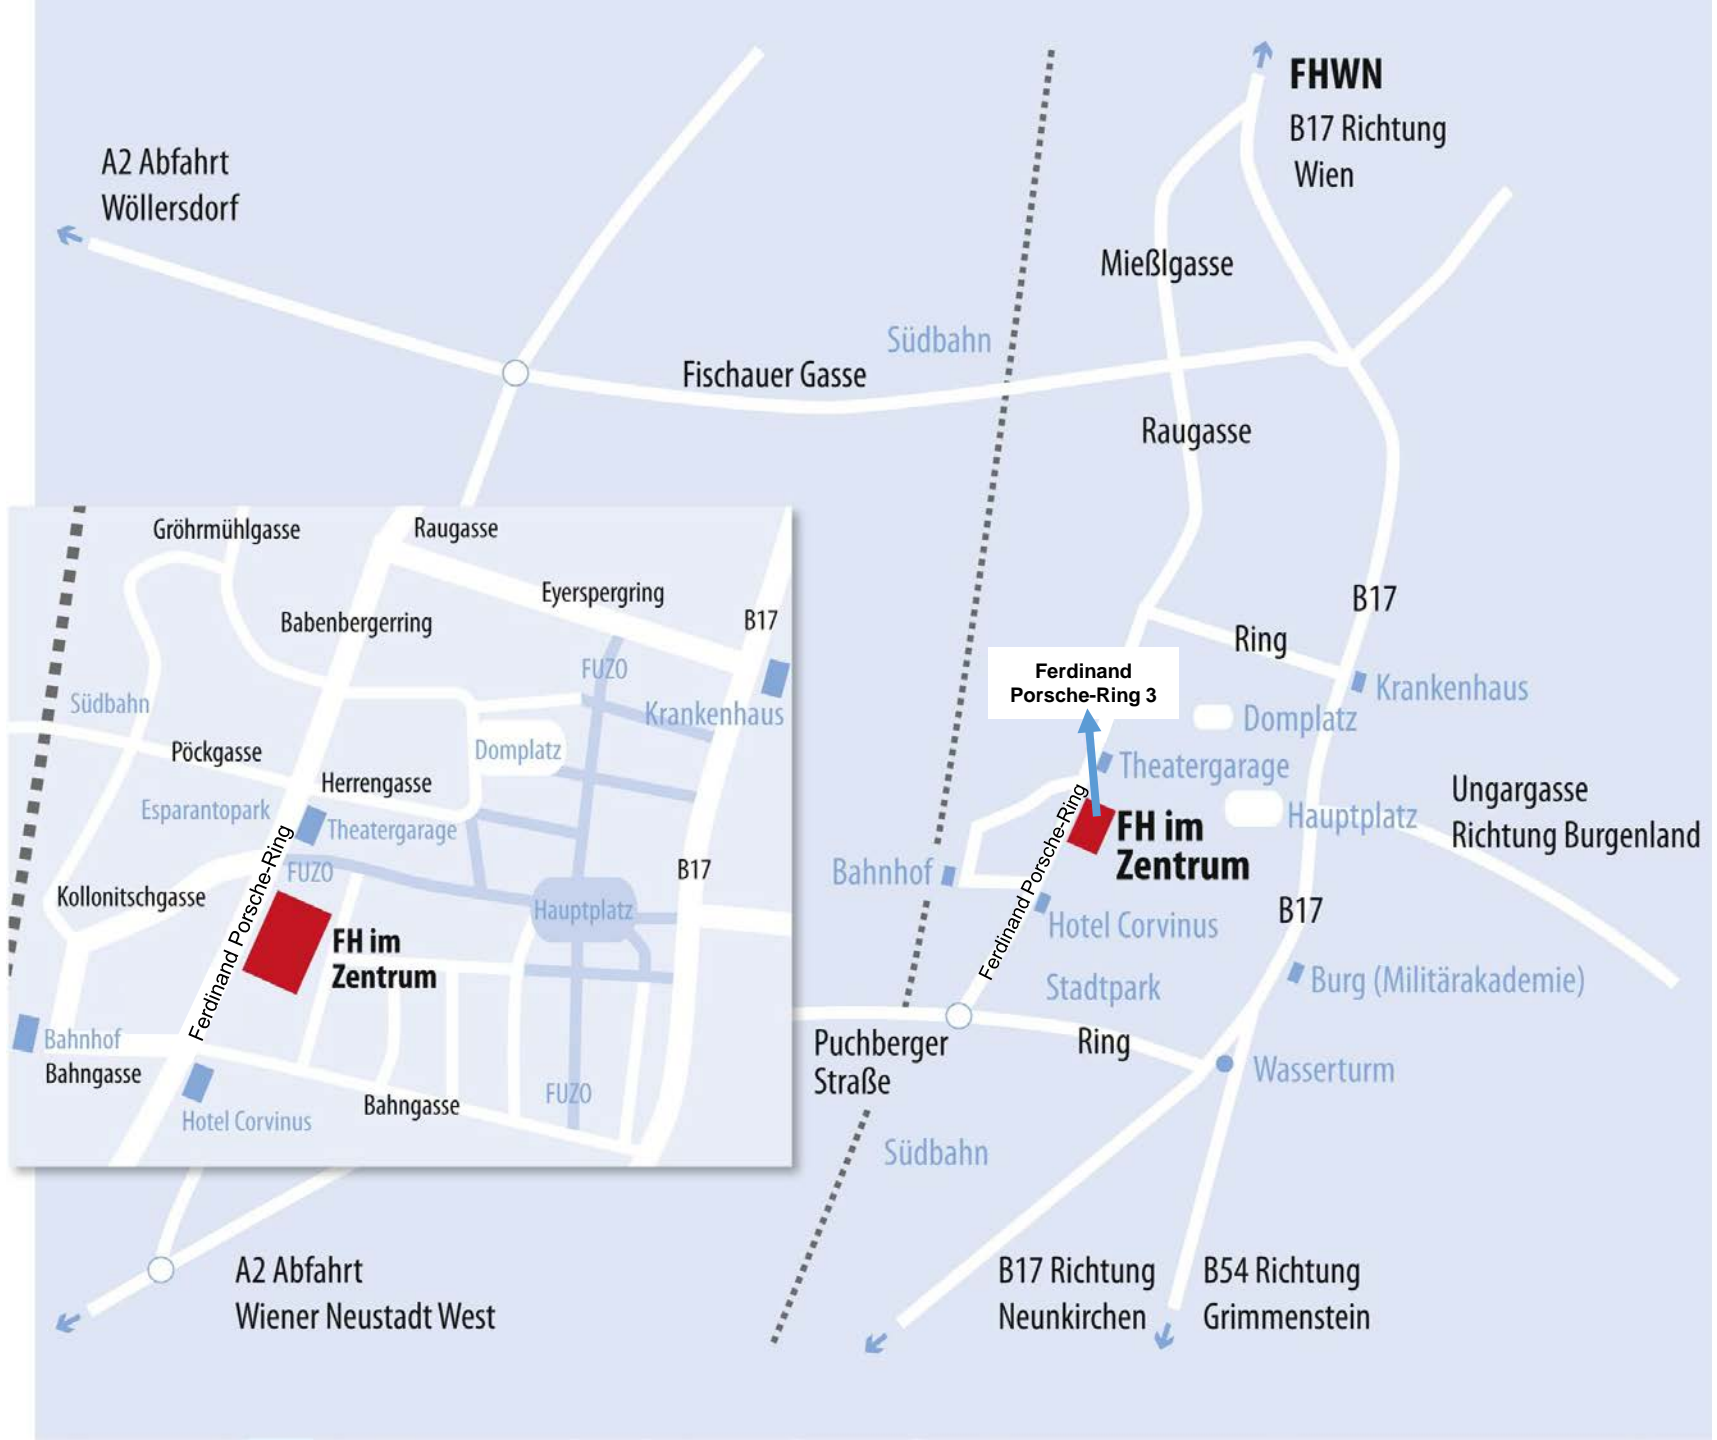 FHWN
B17 Richtung
Wien
A2 Abfahrt
Wöllersdorf
Mießlgasse
Südbahn
Fischauer Gasse
Raugasse
B17
Ring
Ferdinand
Porsche-Ring 3
Krankenhaus
Domplatz
Theatergarage
Hauptplatz
Ungargasse
Richtung Burgenland
Ferdinand Porsche-Ring
FH im
Zentrum
Bahnhof
Hotel Corvinus
B17
Stadtpark
Burg (Militärakademie)
Puchberger
Straße
Ring
Wasserturm
Südbahn
B17 Richtung
Neunkirchen
B54 Richtung
Grimmenstein
Gröhrmühlgasse
Raugasse
Eyerspergring
Babenbergerring
B17
FUZO
Südbahn
Krankenhaus
Pöckgasse
Domplatz
Herrengasse
Esparantopark
Theatergarage
Ferdinand Porsche-Ring
FUZO
B17
Kollonitschgasse
Hauptplatz
FH im
Zentrum
Bahnhof
Bahngasse
FUZO
Bahngasse
Hotel Corvinus
A2 Abfahrt
Wiener Neustadt West